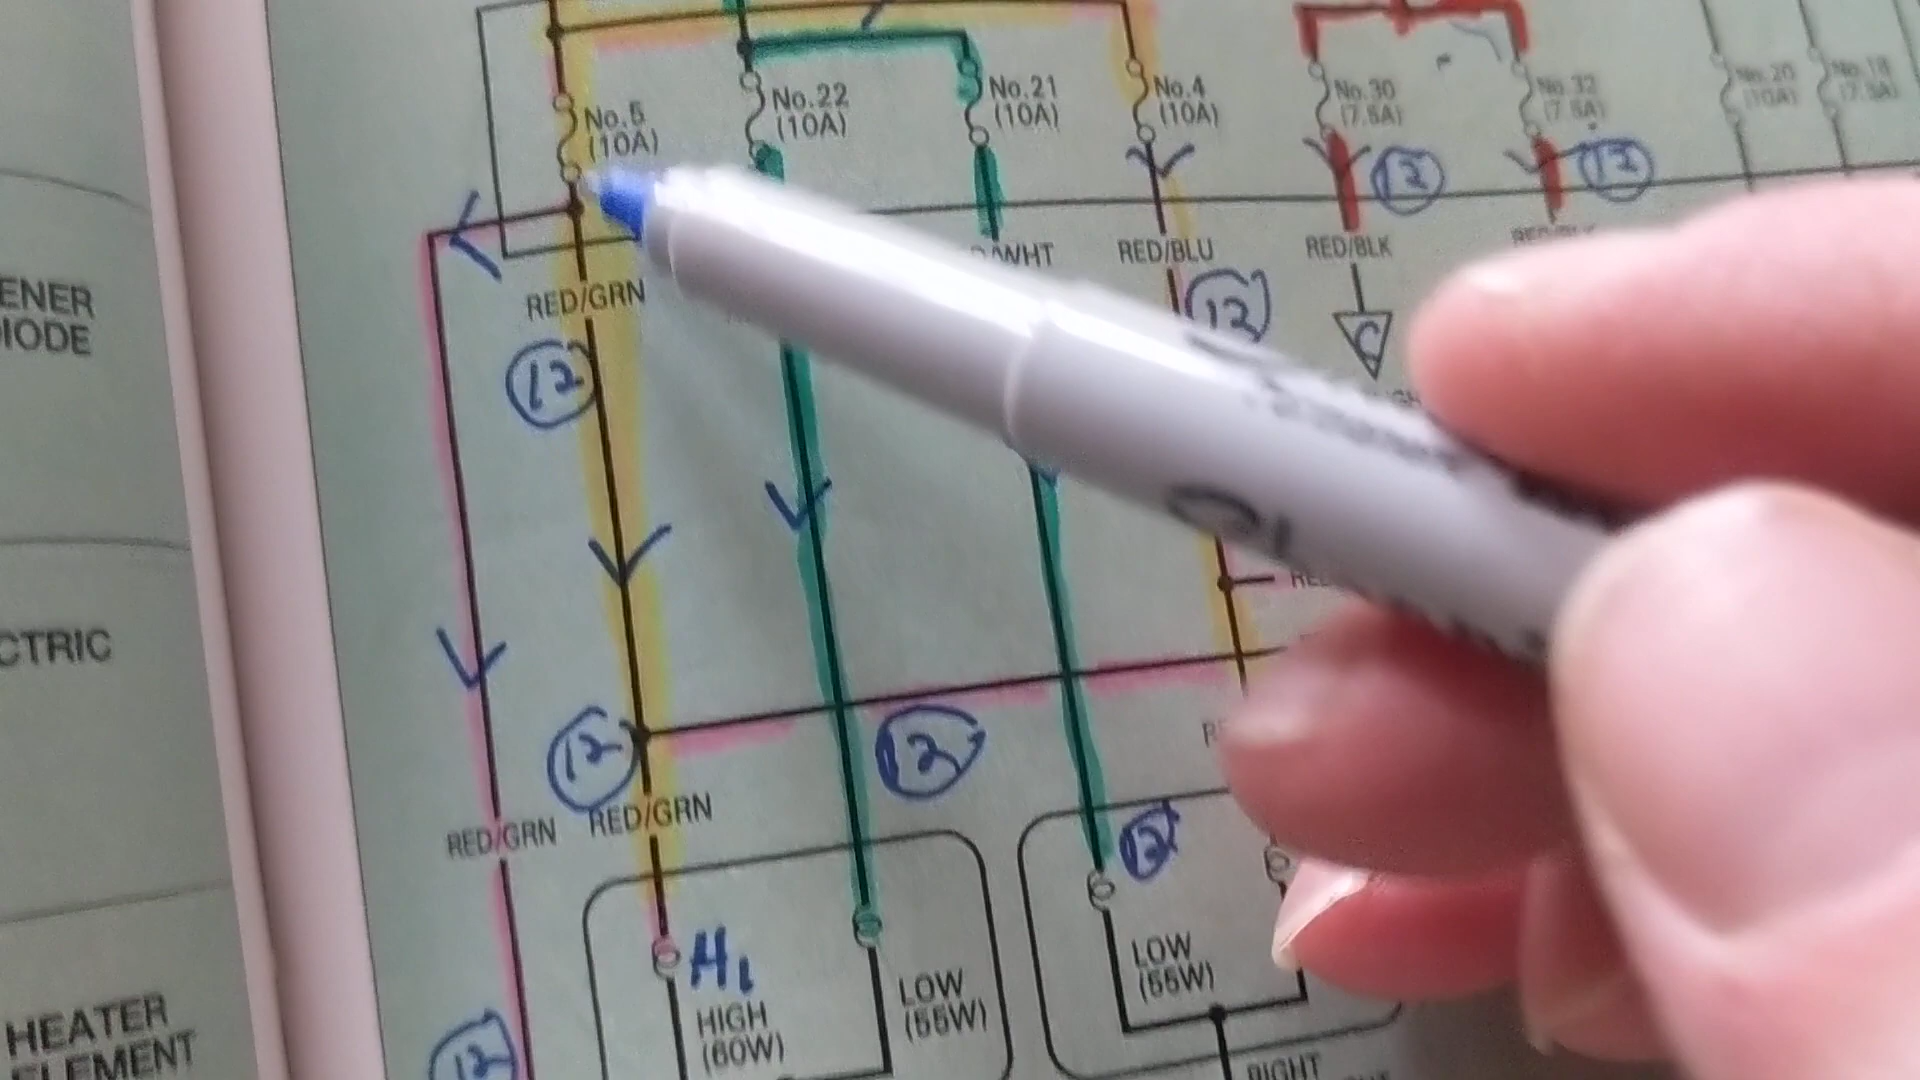 No.5
(10A)
No.22
(10A)
No.21
(10A)
No.4
(10A)
No.30
(7.5A)
No.32
(7.5A)
No.20
(10A)
(7.5A)
12
12
ENER
IODE
RED/GRN
WHT
RED/BLU
RED/BLK
12
C
12
CTRIC
12
12
RED/GRN
RED/GRN
12
HI
HIGH
(60W)
LOW
(55W)
LOW
(55W)
RIGHT
12
HEATER
ELEMENT